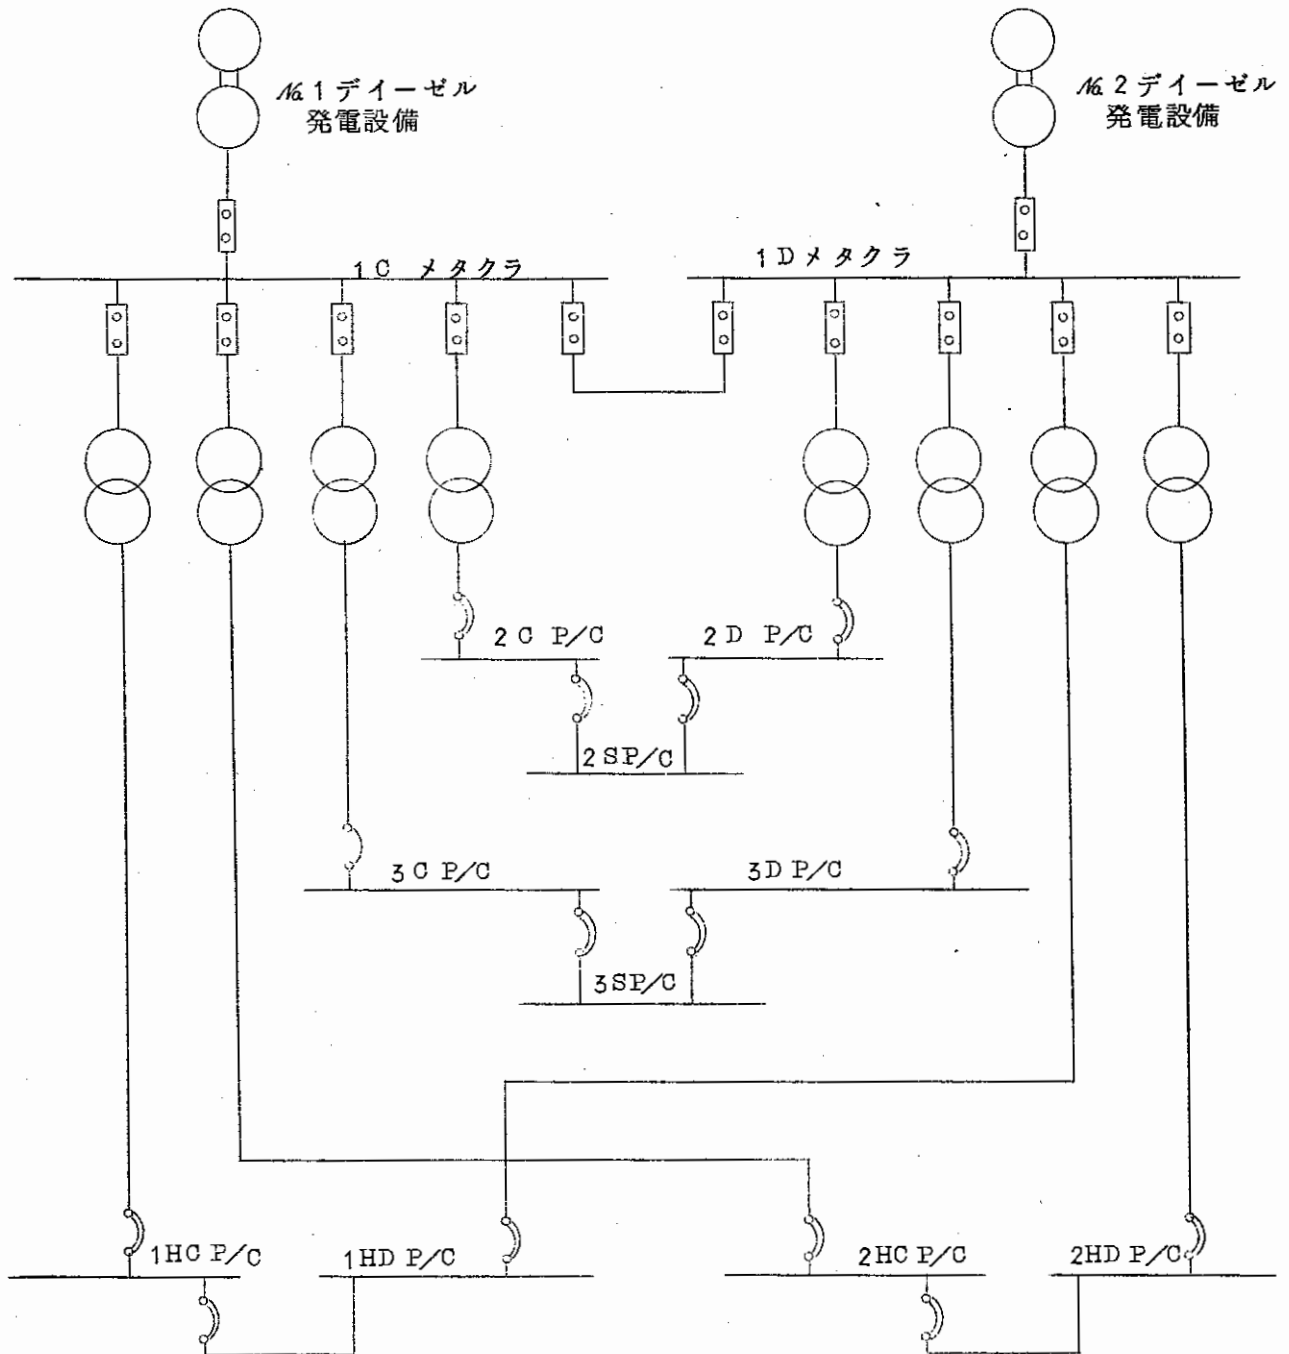 №1デイーゼル
発電設備
№2デイーゼル
発電設備
1C メタクラ
1Dメタクラ
2C P/C
2D P/C
2SP/C
3C P/C
3D P/C
3SP/C
1HC P/C
1HD P/C
2HC P/C
2HD P/C